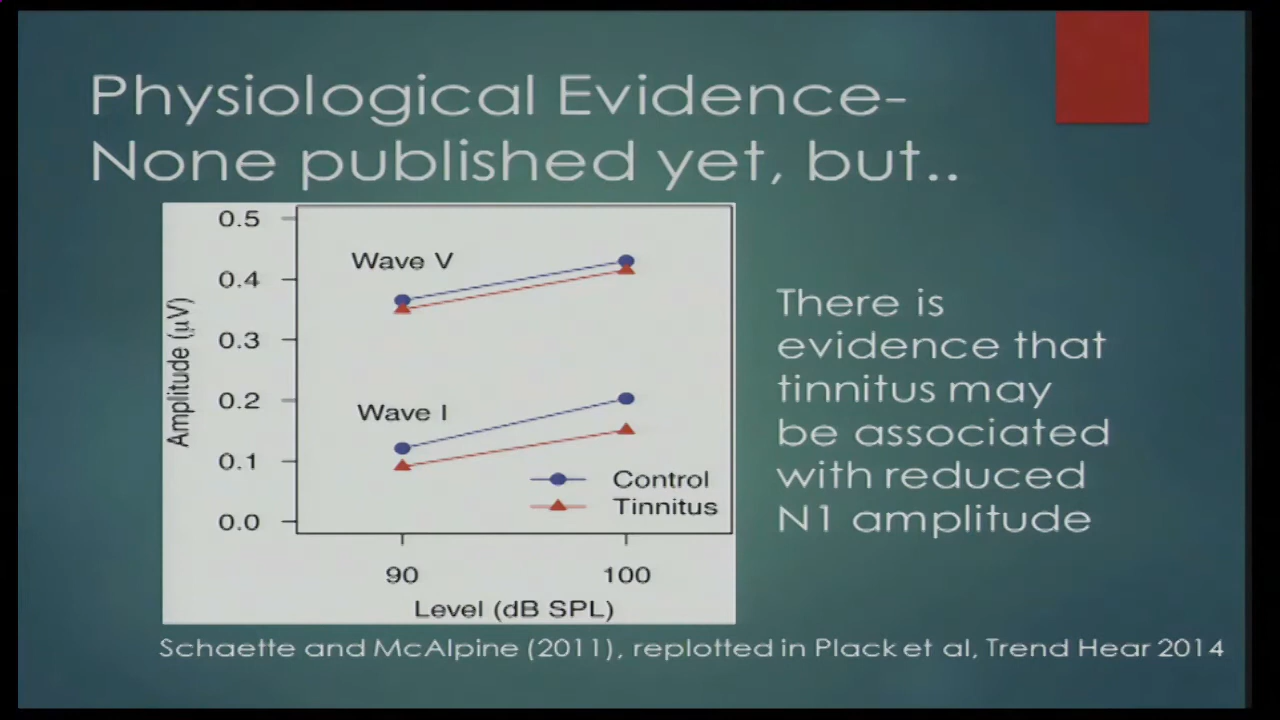 Physiological Evidence-
None published yet, but..
0.5
0.4
0.3
0.2
0.1
0.0
Amplitude (µV)
Wave V
Wave I
Control
Tinnitus
90
100
Level (dB SPL)
There is
evidence that
tinnitus may
be associated
with reduced
N1 amplitude
Schaette and McAlpine (2011), replotted in Plack et al, Trend Hear 2014